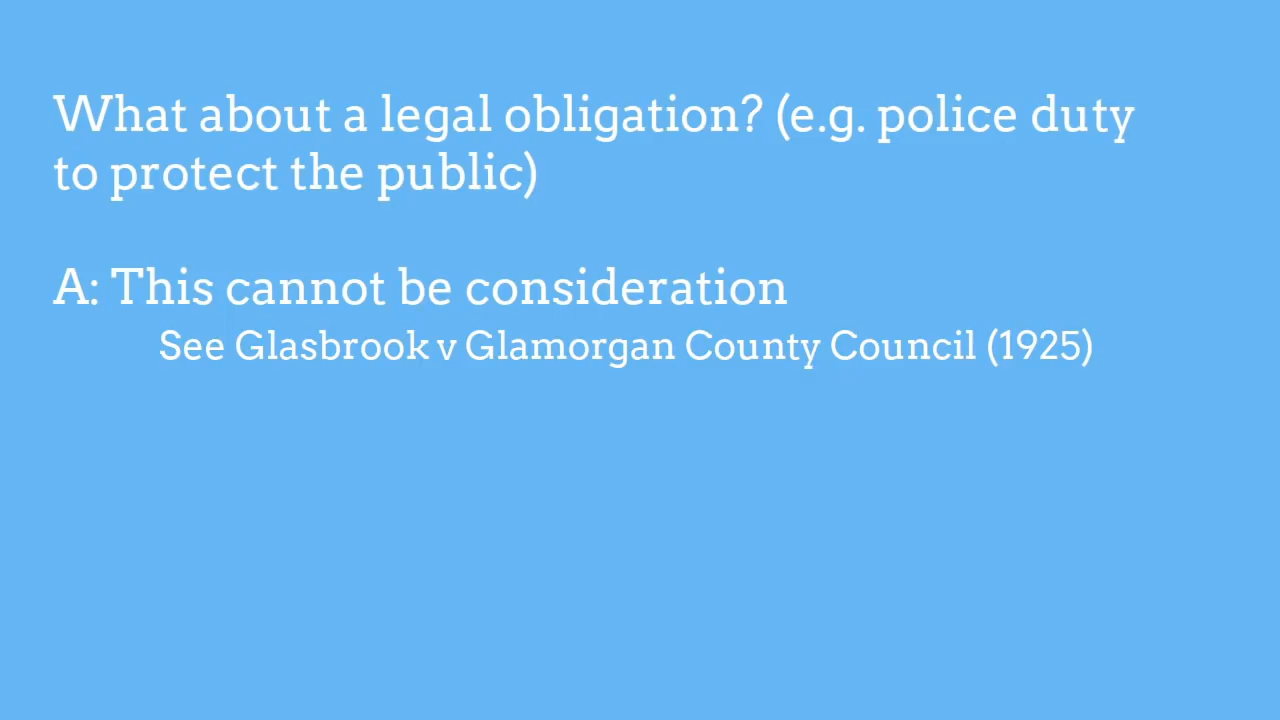 What about a legal obligation? (e.g. police duty
to protect the public)
A: This cannot be consideration
See Glasbrook v Glamorgan County Council (1925)